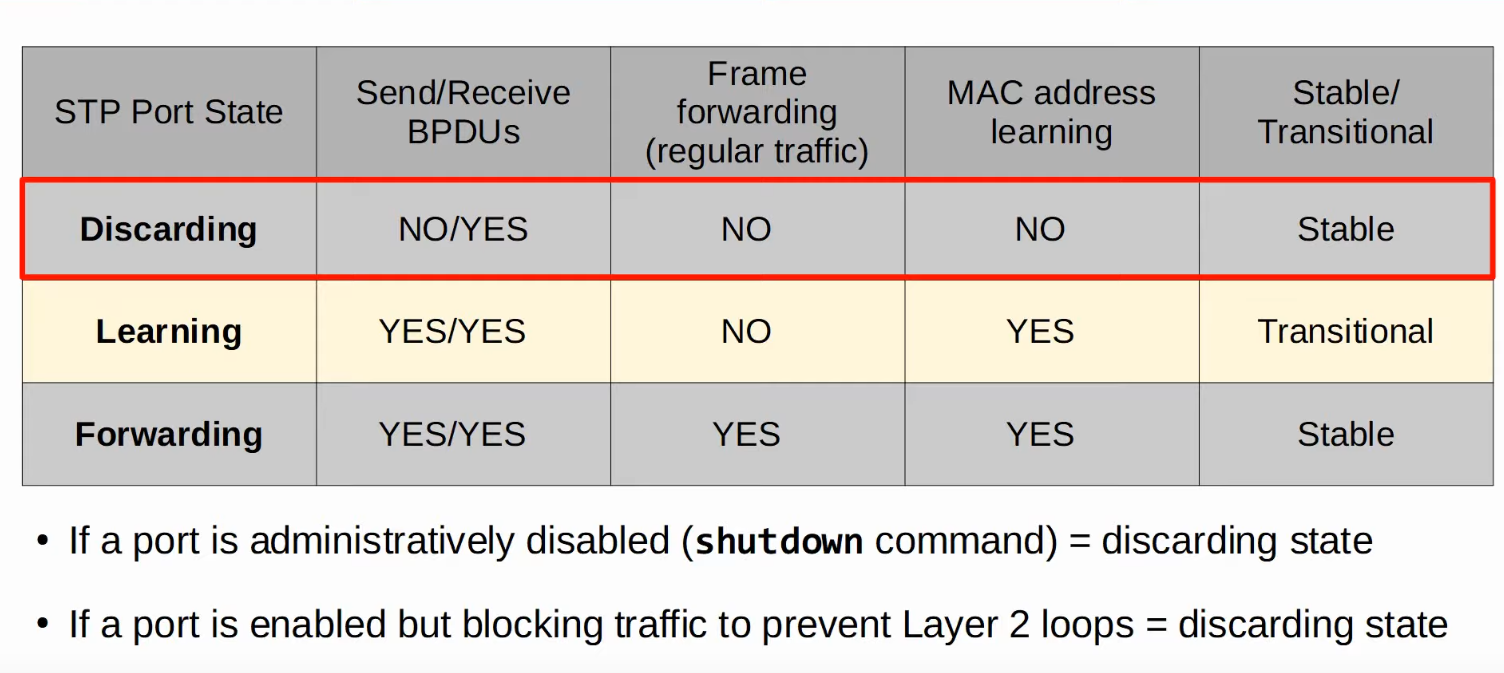 STP Port State
Send/Receive
BPDUs
Frame
forwarding
(regular traffic)
MAC address
learning
Stable/
Transitional
Discarding
NO/YES
NO
NO
Stable
Learning
YES/YES
NO
YES
Transitional
Forwarding
YES/YES
YES
YES
Stable
• If a port is administratively disabled (shutdown command) = discarding state
• If a port is enabled but blocking traffic to prevent Layer 2 loops = discarding state